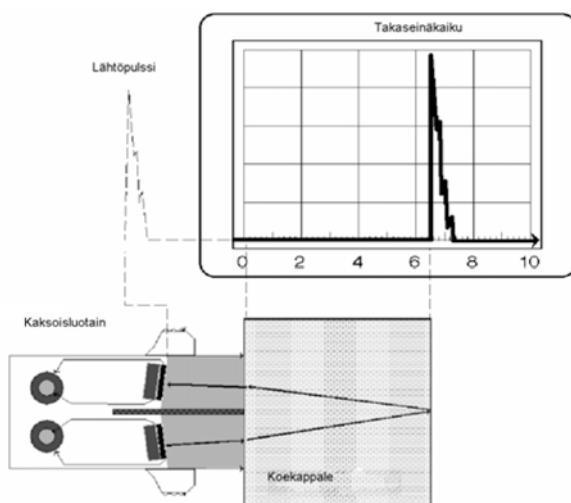 Takaseinäkaiku
Lähtöpulssi
0 2 4 6 8 10
Kaksoisluotain
Koekappale